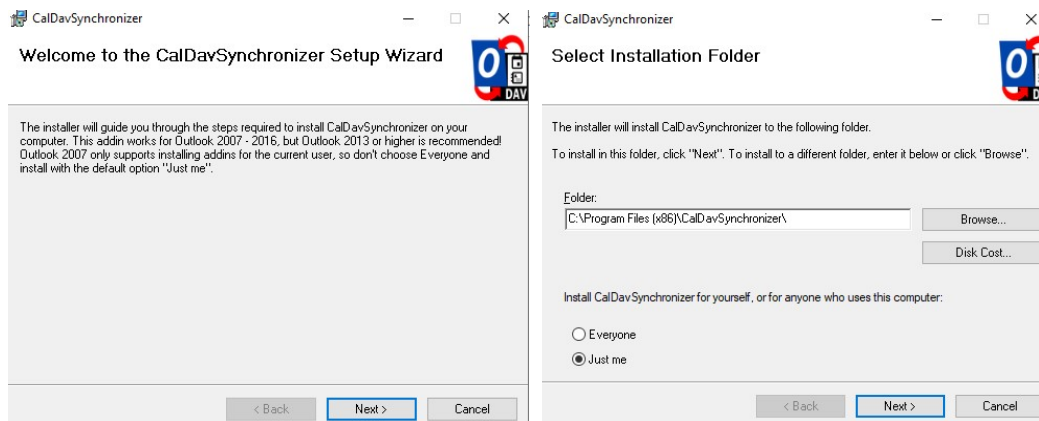 CalDavSynchronizer
Welcome to the CalDavSynchronizer Setup Wizard
O
DAV
The installer will guide you through the steps required to install CalDavSynchronizer on your
computer. This addin works for Outlook 2007 - 2016, but Outlook 2013 or higher is recommended!
Outlook 2007 only supports installing addins for the current user, so don't choose Everyone and
install with the default option "Just me".
< Back
Next >
Cancel
CalDavSynchronizer
Select Installation Folder
O
The installer will install CalDavSynchronizer to the following folder.
To install in this folder, click "Next". To install to a different folder, enter it below or click "Browse".
Folder:
C:\Program Files (x86)\CalDavSynchronizer\
Browse...
Disk Cost...
Install CalDavSynchronizer for yourself, or for anyone who uses this computer:
Everyone
Just me
< Back
Next >
Cancel